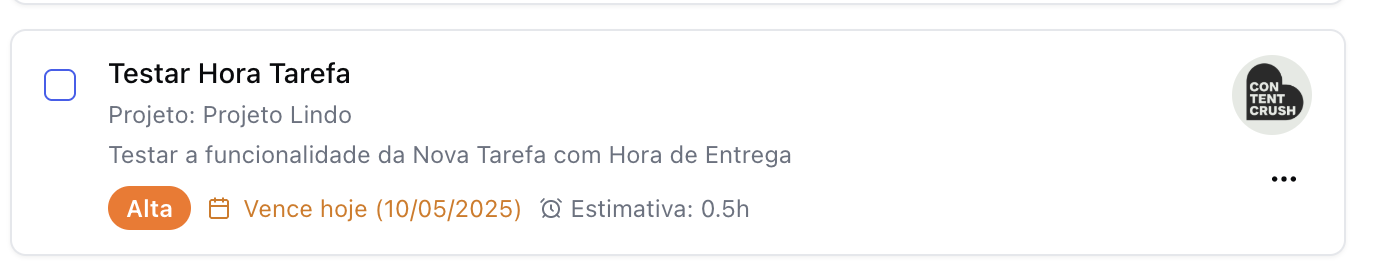 Testar Hora Tarefa
Projeto: Projeto Lindo
Testar a funcionalidade da Nova Tarefa com Hora de Entrega
Alta Vence hoje (10/05/2025) Estimativa: 0.5h
CON
TENT
CRUSH